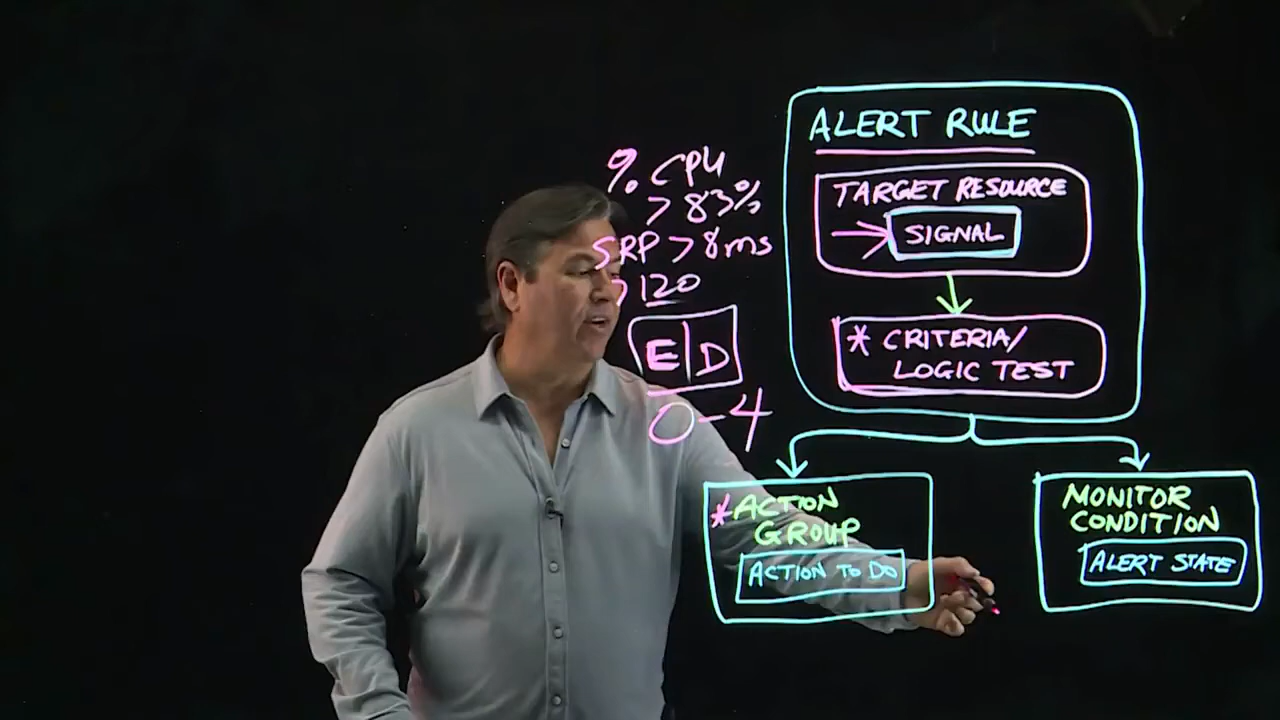 ALERT RULE
TARGET RESOURCE
SIGNAL
* CRITERIA/
LOGIC TEST
% CPU
> 83%
SRP > 8ms
> 120
E D
0-4
* ACTION
GROUP
ACTION TO DO
MONITOR
CONDITION
ALERT STATE